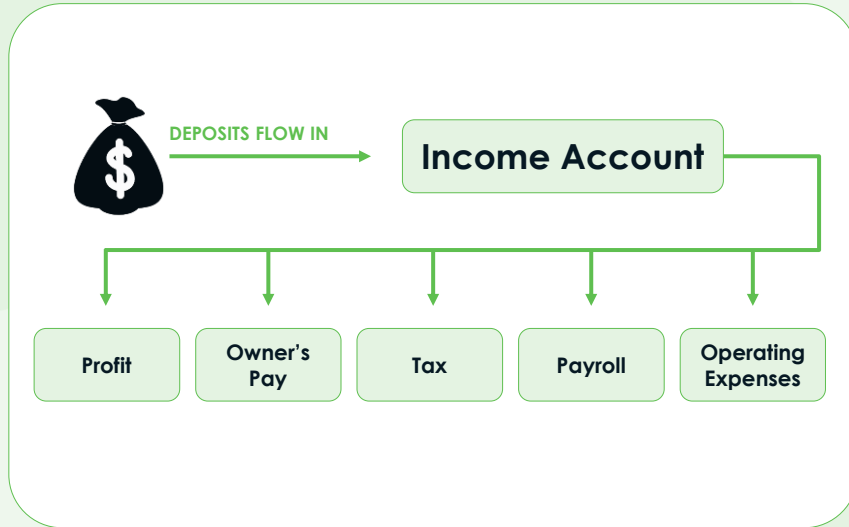 $
DEPOSITS FLOW IN
Income Account
Profit
Owner’s
Pay
Tax
Payroll
Operating
Expenses